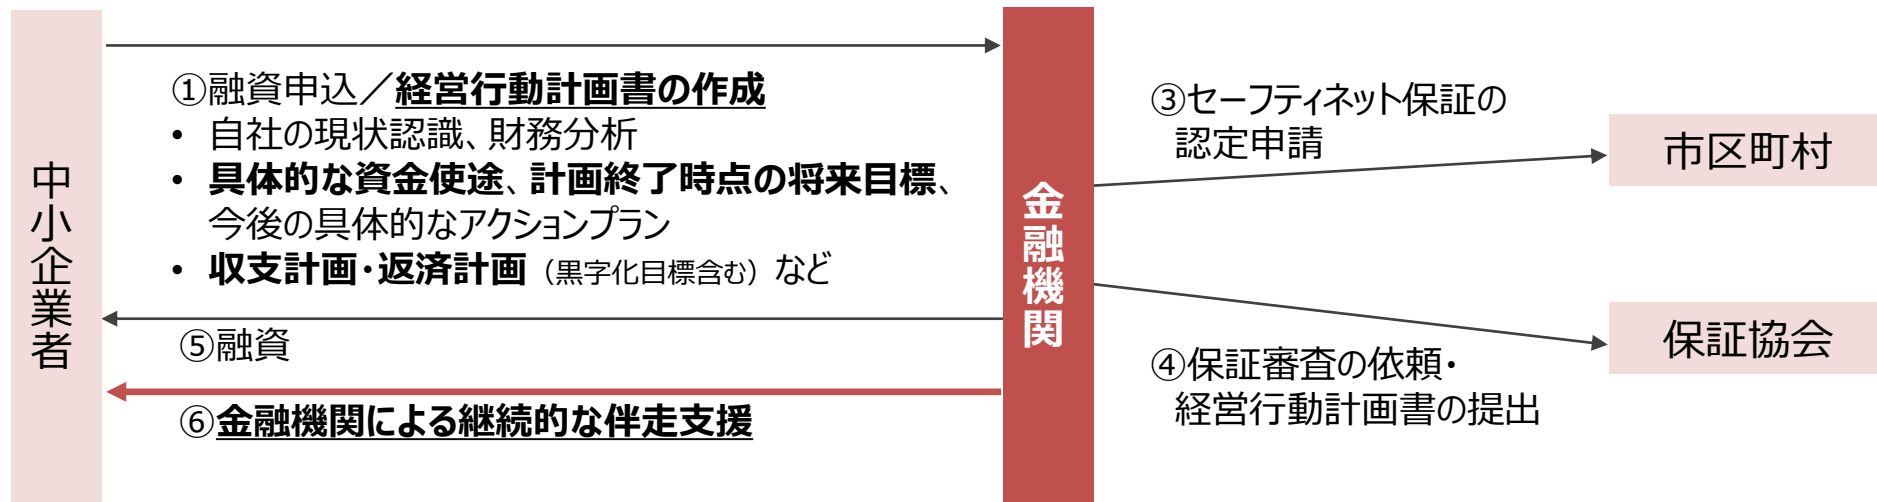 中小企業者
①融資申込／経営行動計画書の作成
• 自社の現状認識、財務分析
• 具体的な資金使途、計画終了時点の将来目標、
今後の具体的なアクションプラン
• 収支計画・返済計画（黒字化目標含む）など
⑤融資
⑥金融機関による継続的な伴走支援
金融機関
③セーフティネット保証の
認定申請
市区町村
④保証審査の依頼・
経営行動計画書の提出
保証協会